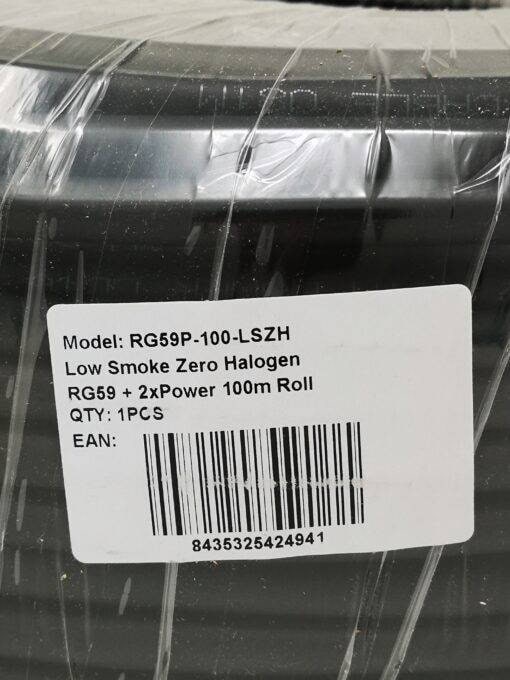 Model: RG59P-100-LSZH
Low Smoke Zero Halogen
RG59 + 2xPower 100m Roll
QTY: 1PCS
EAN:
8435325424941